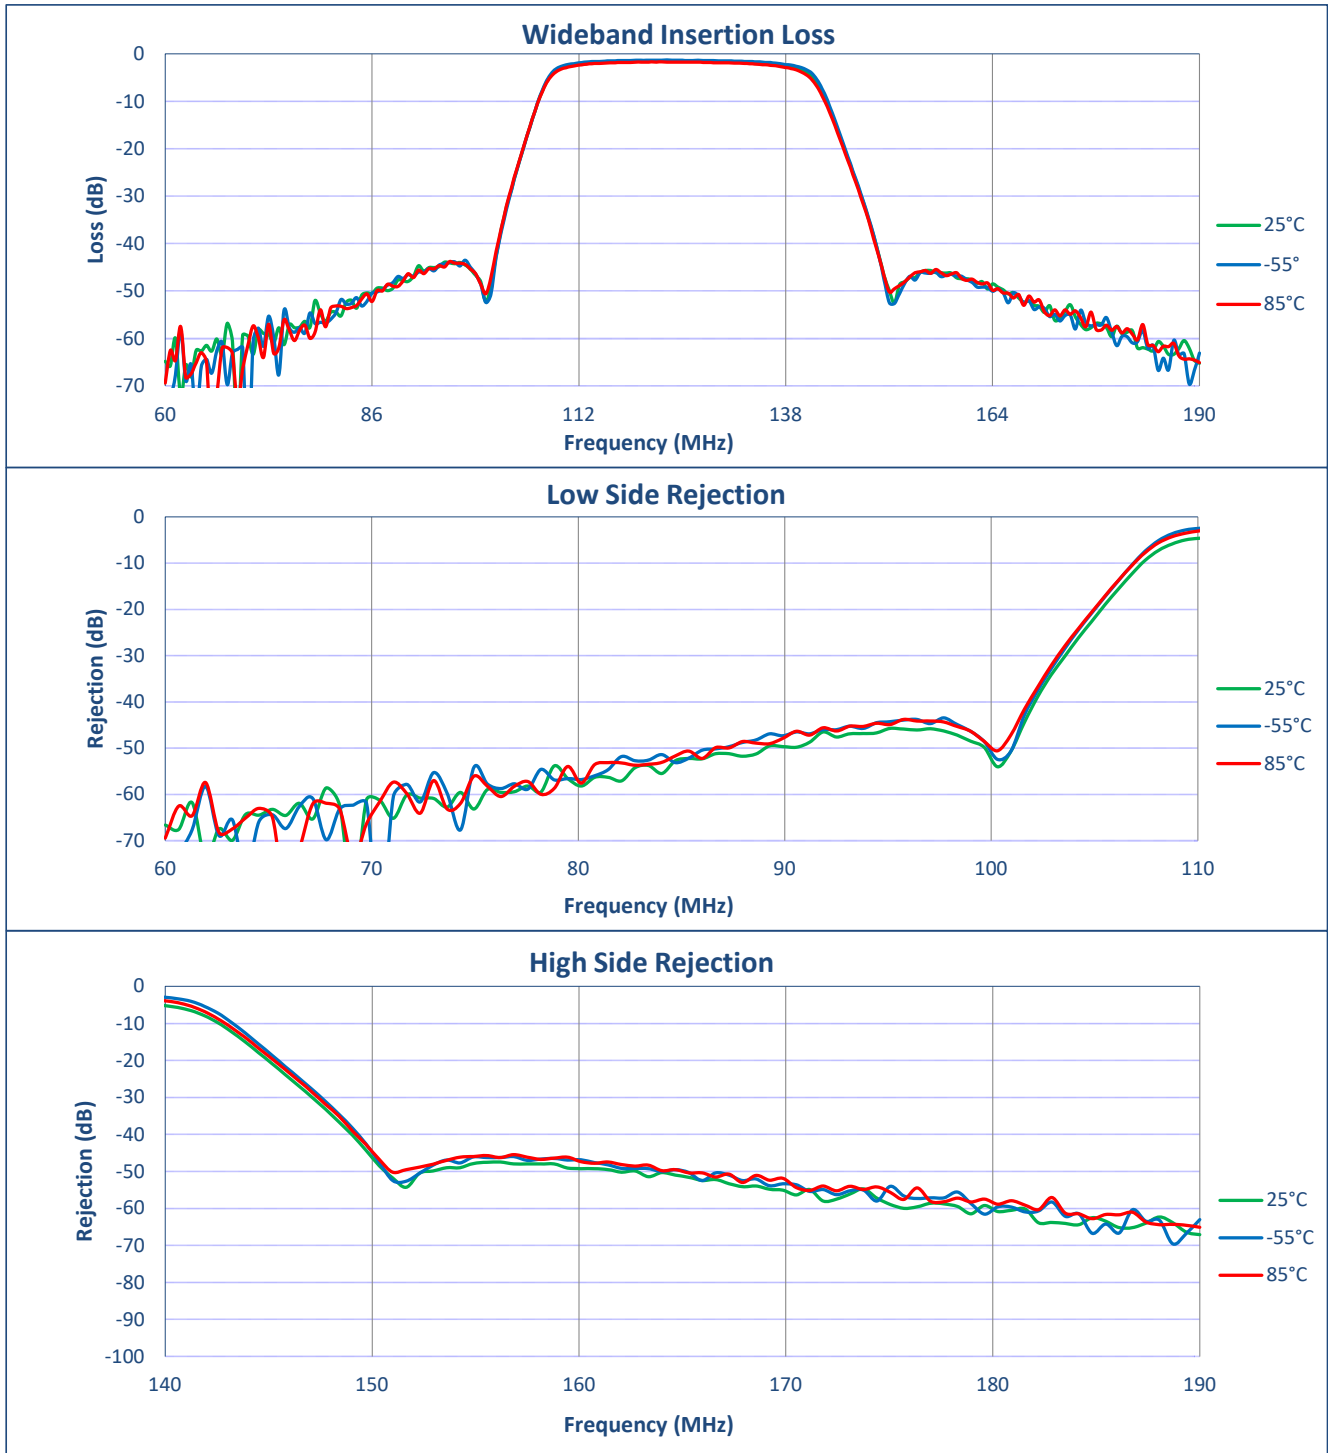 Wideband Insertion Loss
0
-10
-20
-30
-40
-50
-60
-70
Loss (dB)
60 86 112 138 164 190
Frequency (MHz)
25°C
-55°
85°C
Low Side Rejection
0
-10
-20
-30
-40
-50
-60
-70
Rejection (dB)
60 70 80 90 100 110
Frequency (MHz)
25°C
-55°C
85°C
High Side Rejection
0
-10
-20
-30
-40
-50
-60
-70
-80
-90
-100
Rejection (dB)
140 150 160 170 180 190
Frequency (MHz)
25°C
-55°C
85°C